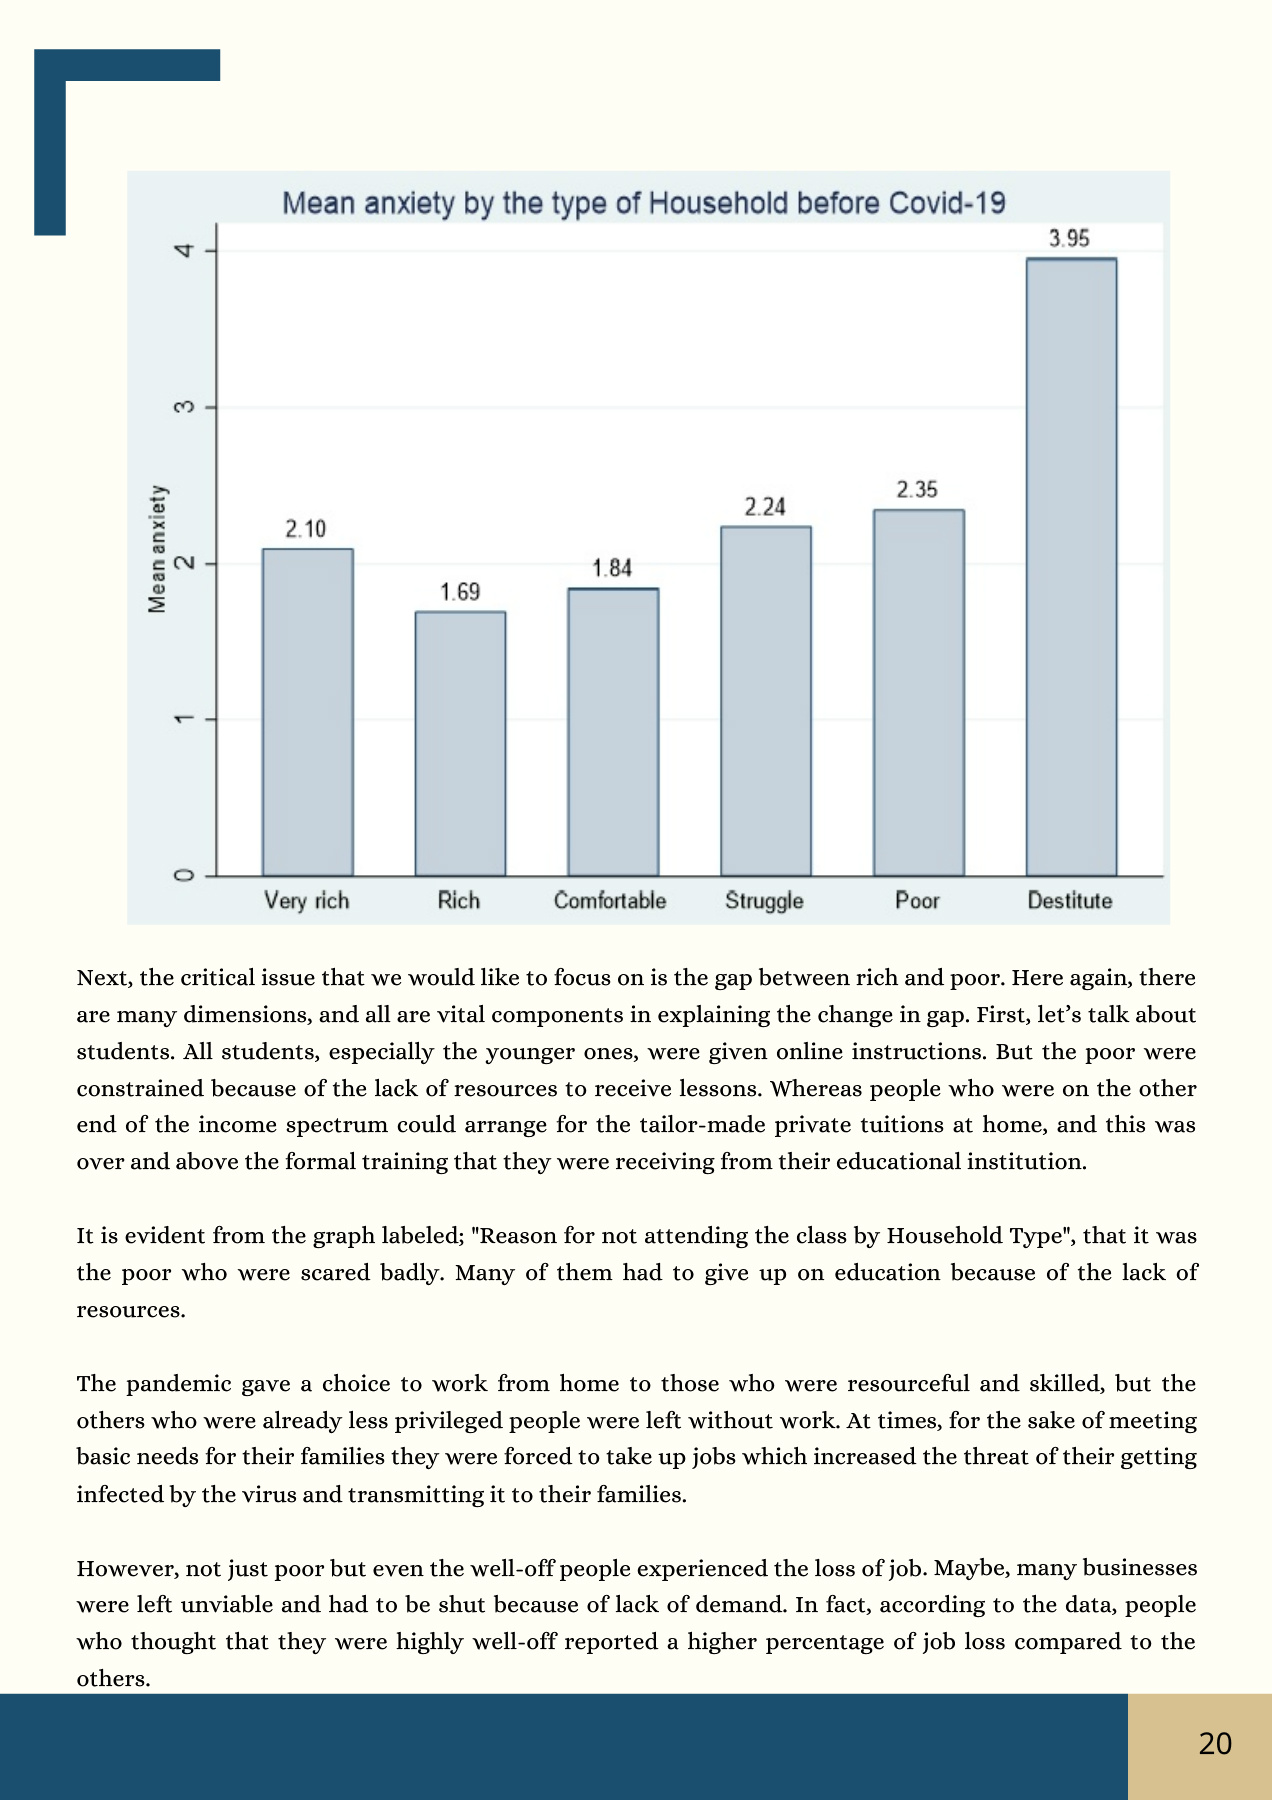 Mean anxiety by the type of Household before Covid-19
4
3
2
1
0
Mean anxiety
2.10
1.69
1.84
2.24
2.35
3.95
Very rich
Rich
Comfortable
Struggle
Poor
Destitute
Next, the critical issue that we would like to focus on is the gap between rich and poor. Here again, there
are many dimensions, and all are vital components in explaining the change in gap. First, let’s talk about
students. All students, especially the younger ones, were given online instructions. But the poor were
constrained because of the lack of resources to receive lessons. Whereas people who were on the other
end of the income spectrum could arrange for the tailor-made private tuitions at home, and this was
over and above the formal training that they were receiving from their educational institution.
It is evident from the graph labeled; "Reason for not attending the class by Household Type", that it was
the poor who were scared badly. Many of them had to give up on education because of the lack of
resources.
The pandemic gave a choice to work from home to those who were resourceful and skilled, but the
others who were already less privileged people were left without work. At times, for the sake of meeting
basic needs for their families they were forced to take up jobs which increased the threat of their getting
infected by the virus and transmitting it to their families.
However, not just poor but even the well-off people experienced the loss of job. Maybe, many businesses
were left unviable and had to be shut because of lack of demand. In fact, according to the data, people
who thought that they were highly well-off reported a higher percentage of job loss compared to the
others.
20